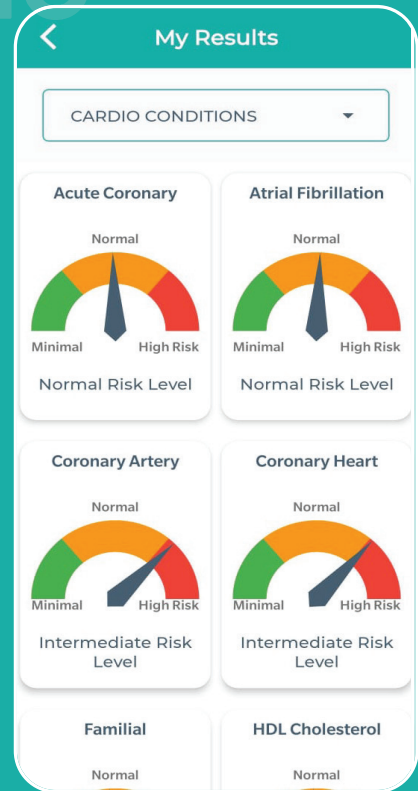 My Results
CARDIO CONDITIONS
Acute Coronary
Normal
Minimal
High Risk
Normal Risk Level
Atrial Fibrillation
Normal
Minimal
High Risk
Normal Risk Level
Coronary Artery
Normal
Minimal
High Risk
Intermediate Risk
Level
Coronary Heart
Normal
Minimal
High Risk
Intermediate Risk
Level
Familial
Normal
HDL Cholesterol
Normal